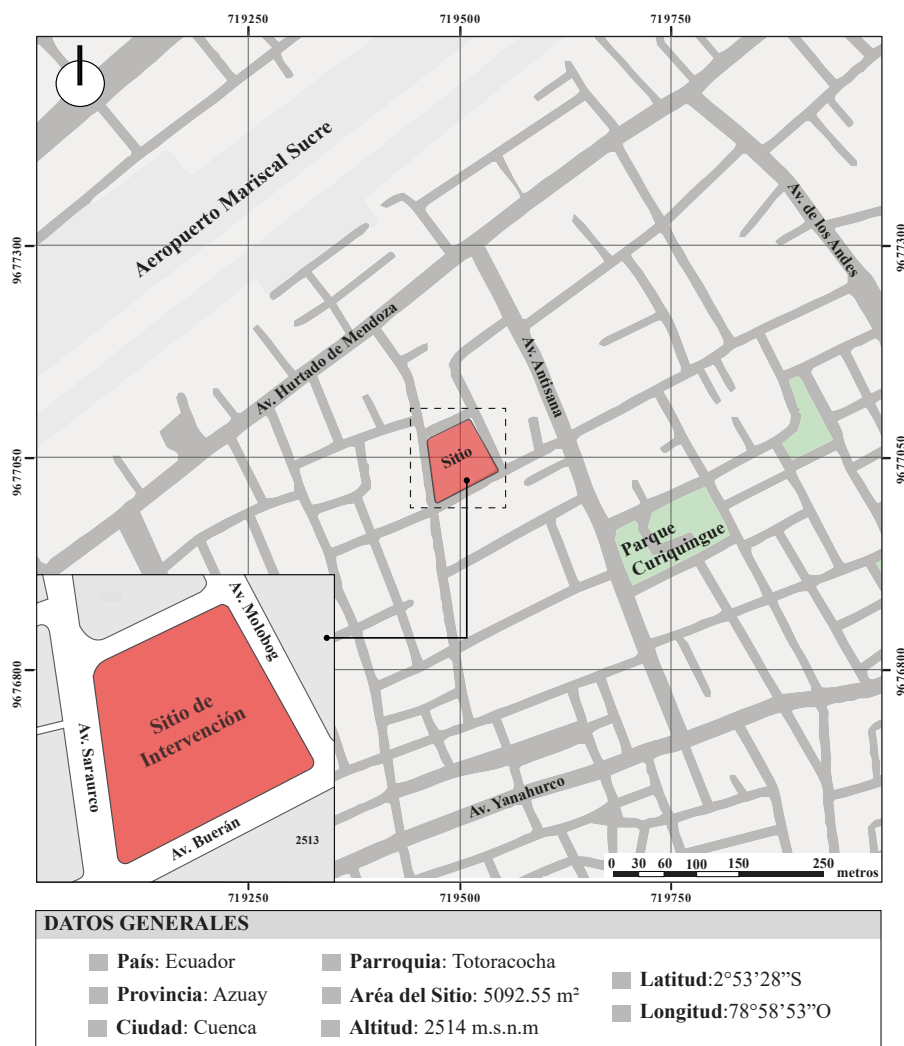 719250 719500 719750
Aeropuerto Mariscal Sucre
Av. de los Andes
9677300 9677300
Av. Hurtado de Mendoza
Av. Antisana
Sitio
9677050 9677050
Parque
Curiquingue
Av. Molobog
9676800 9676800
Sitio de
Intervención
Av. Saraurco
Av. Yanahurco
Av. Buerán
2513
0 30 60 100 150 250
metros
719250 719500 719750
DATOS GENERALES
País: Ecuador
Provincia: Azuay
Ciudad: Cuenca
Parroquia: Totoracocha
Aréa del Sitio: 5092.55 m²
Altitud: 2514 m.s.n.m
Latitud:2°53’28”S
Longitud:78°58’53”O